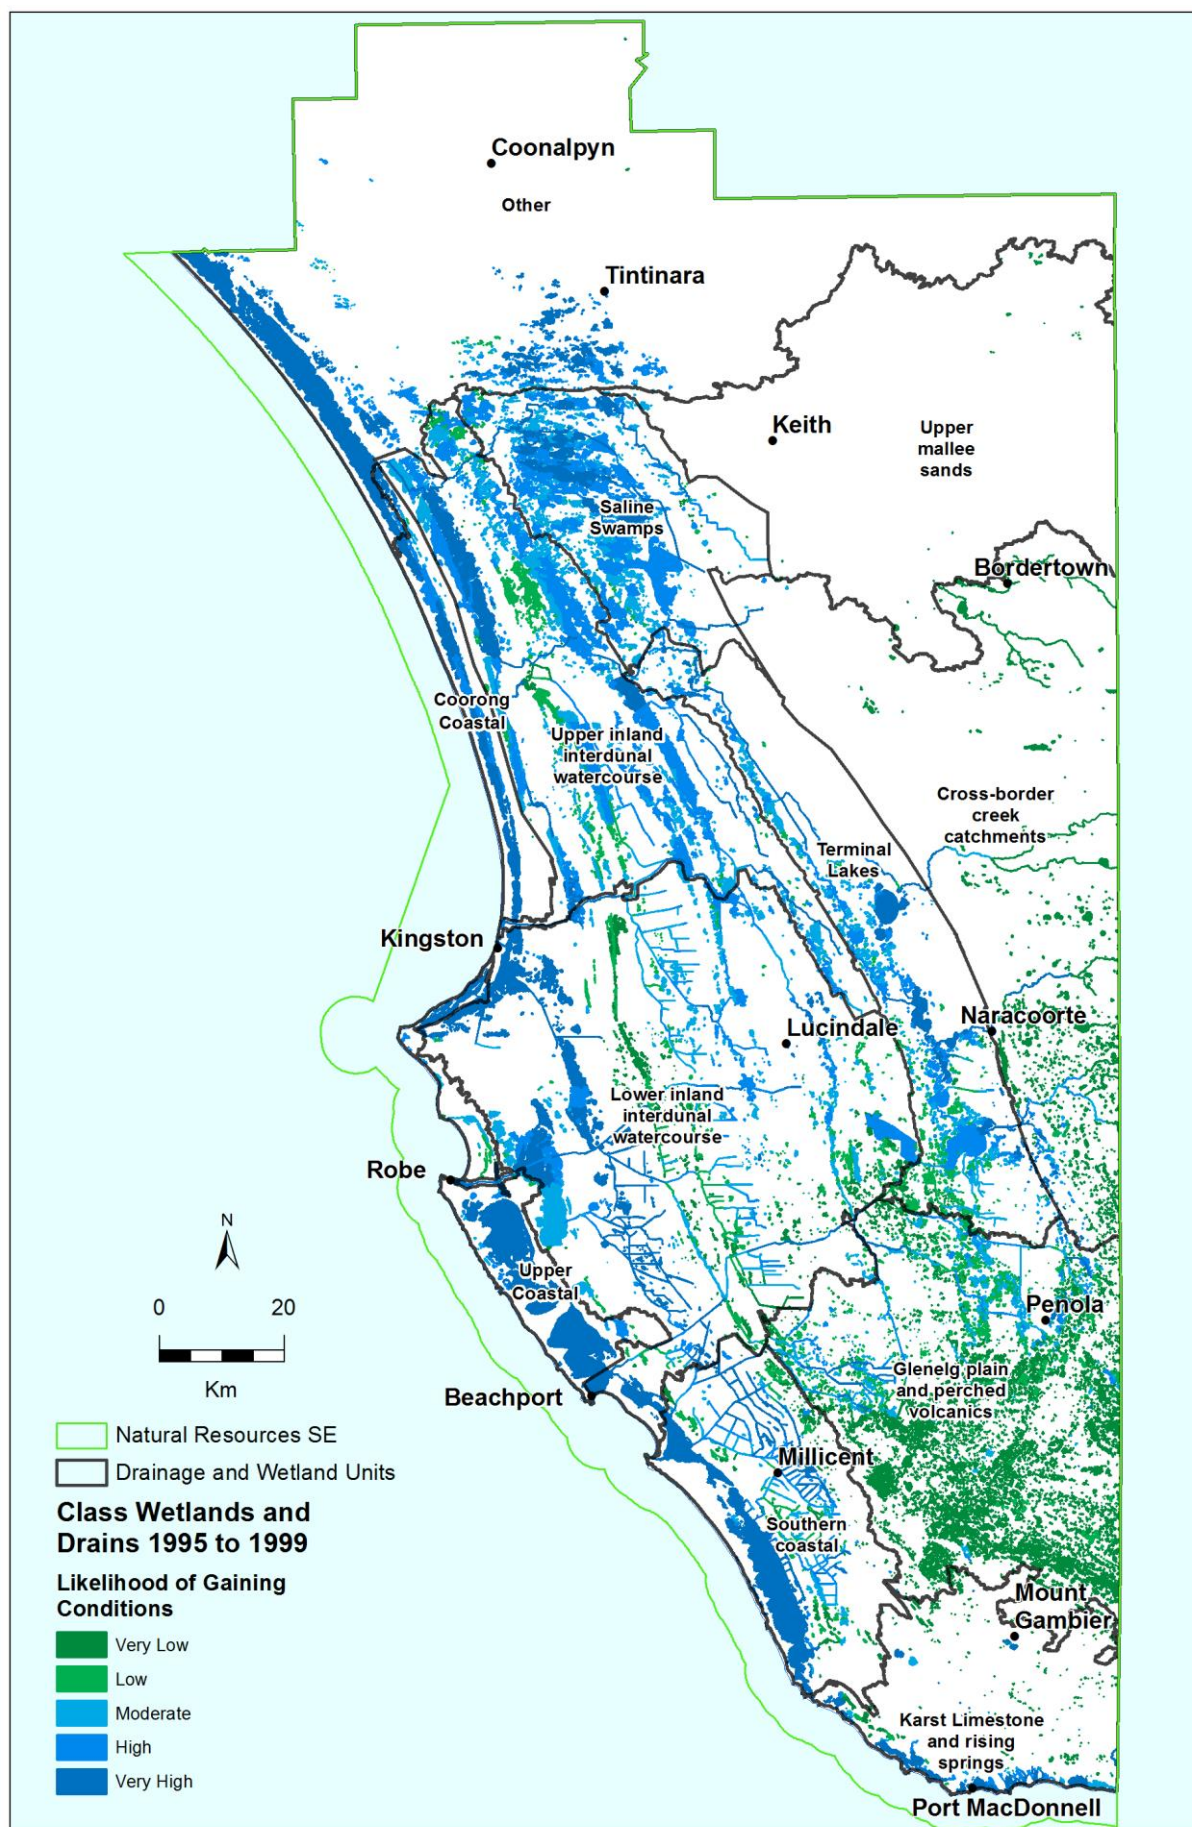 Coonalpyn
Other
Tintinara
Keith
Upper
mallee
sands
Saline
Swamps
Bordertown
Coorong
Coastal
Upper inland
interdunal
watercourse
Cross-border
creek
catchments
Terminal
Lakes
Kingston
Naracoorte
Lucindale
Lower inland
interdunal
watercourse
Robe
N
0 20
Km
Upper
Coastal
Penola
Glenelg plain
and perched
volcanics
Beachport
Millicent
Southern
coastal
Mount
Gambier
Karst Limestone
and rising
springs
Port MacDonnell
Natural Resources SE
Drainage and Wetland Units
Class Wetlands and
Drains 1995 to 1999
Likelihood of Gaining
Conditions
Very Low
Low
Moderate
High
Very High